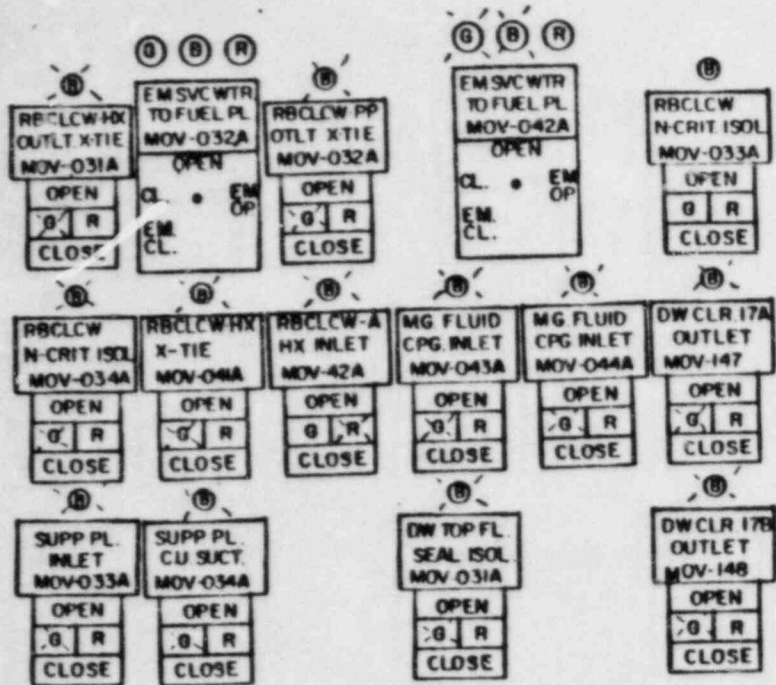 G B R
G B R
B
RBCLCW-HX
OUTLT. X-TIE
MOV-031A
OPEN
G R
CLOSE
EM SVC WTR
TO FUEL PL
MOV-032A
OPEN
CL. EM
OP
EM.
CL.
B
RBCLCW PP
OTLT X-TIE
MOV-032A
OPEN
G R
CLOSE
EM SVC WTR
TO FUEL PL
MOV-042A
OPEN
CL. EM
OP
EM.
CL.
B
RBCLCW
N-CRIT. ISOL
MOV-033A
OPEN
G R
CLOSE
B
RBCLCW
N-CRIT ISOL
MOV-034A
OPEN
G R
CLOSE
B
RBCLCW-HX
X-TIE
MOV-041A
OPEN
G R
CLOSE
B
RBCLCW-A
HX INLET
MOV-42A
OPEN
G R
CLOSE
B
MG. FLUID
CPG. INLET
MOV-043A
OPEN
G R
CLOSE
B
MG. FLUID
CPG INLET
MOV-044A
OPEN
G R
CLOSE
B
DW CLR. 17A
OUTLET
MOV-147
OPEN
G R
CLOSE
B
SUPP PL.
INLET
MOV-033A
OPEN
G R
CLOSE
B
SUPP PL.
C.U. SUCT.
MOV-034A
OPEN
G R
CLOSE
B
DW TOP FL.
SEAL ISOL
MOV-031A
OPEN
G R
CLOSE
B
DW CLR 17B
OUTLET
MOV-148
OPEN
G R
CLOSE